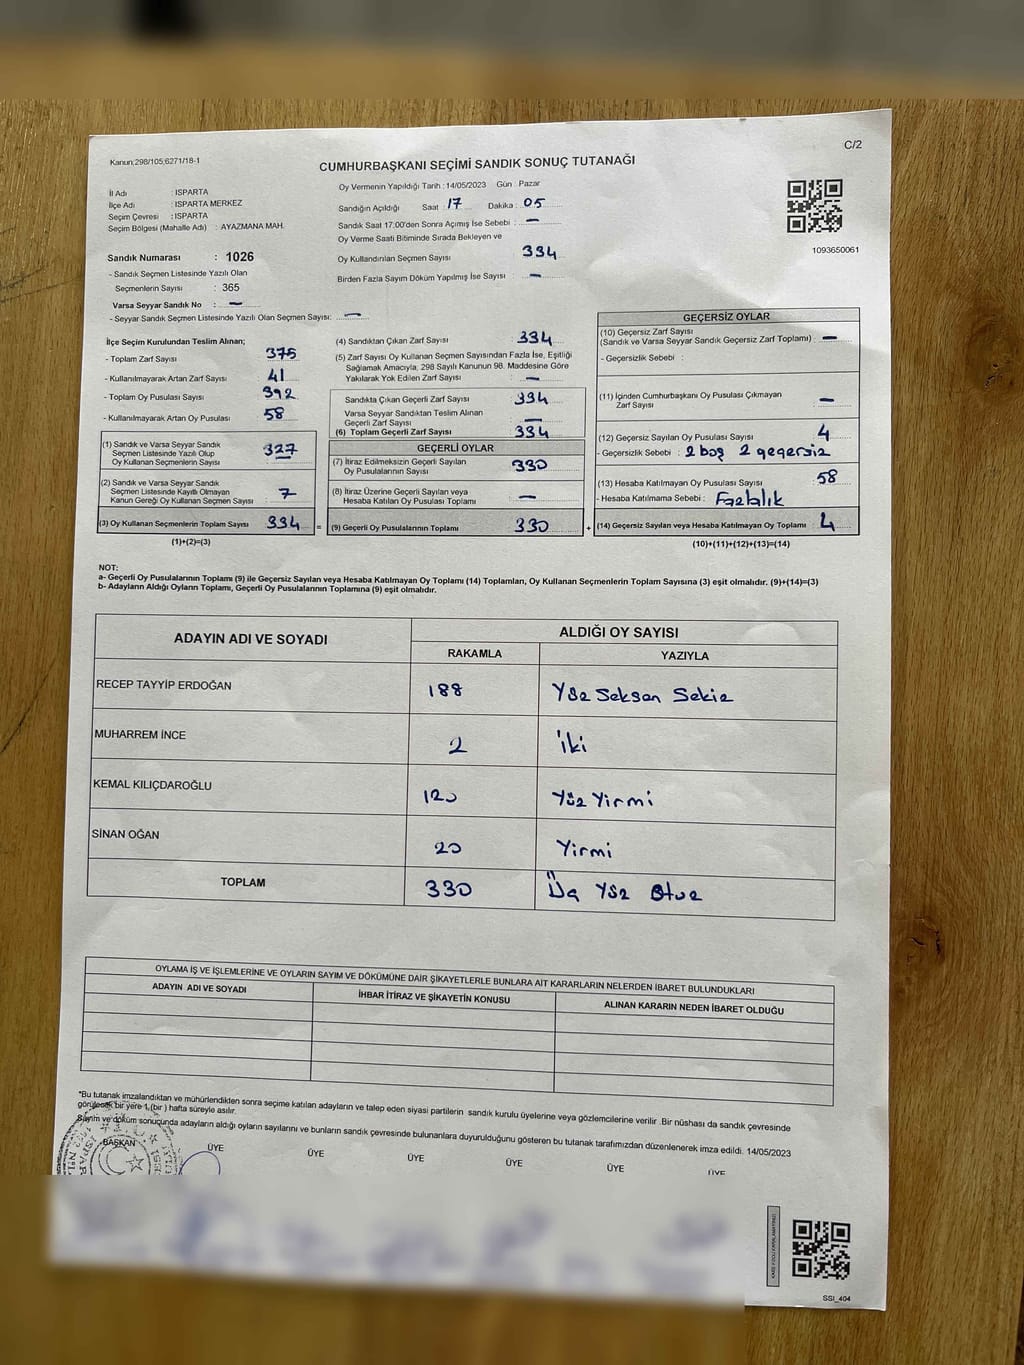 Kanun;298/105;6271/18-1
CUMHURBAŞKANI SEÇİMİ SANDIK SONUÇ TUTANAĞI
C/2
İl Adı : ISPARTA
İlçe Adı : ISPARTA MERKEZ
Seçim Çevresi : ISPARTA
Seçim Bölgesi (Mahalle Adı) : AYAZMANA MAH.
Sandık Numarası : 1026
- Sandık Seçmen Listesinde Yazılı Olan
Seçmenlerin Sayısı : 365
Varsa Seyyar Sandık No : —
- Seyyar Sandık Seçmen Listesinde Yazılı Olan Seçmen Sayısı: —
Oy Vermenin Yapıldığı Tarih : 14/05/2023 Gün : Pazar
Sandığın Açıldığı Saat : 17 Dakika : 05
Sandık Saat 17:00'den Sonra Açımış İse Sebebi : —
Oy Verme Saati Bitiminde Sırada Bekleyen ve
Oy Kullandırılan Seçmen Sayısı 334
Birden Fazla Sayım Döküm Yapılmış İse Sayısı : —
1093650061
İlçe Seçim Kurulundan Teslim Alınan;
- Toplam Zarf Sayısı 375
- Kullanılmayarak Artan Zarf Sayısı 41
- Toplam Oy Pusulası Sayısı 392
- Kullanılmayarak Artan Oy Pusulası 58
(1) Sandık ve Varsa Seyyar Sandık
Seçmen Listesinde Yazılı Olup
Oy Kullanan Seçmenlerin Sayısı : 327
(2) Sandık ve Varsa Seyyar Sandık
Seçmen Listesinde Kayıtlı Olmayan
Kanun Gereği Oy Kullanan Seçmen Sayısı : 7
(3) Oy Kullanan Seçmenlerin Toplam Sayısı 334 =
(1)+(2)=(3)
(4) Sandıktan Çıkan Zarf Sayısı : 334
(5) Zarf Sayısı Oy Kullanan Seçmen Sayısından Fazla İse, Eşitliği
Sağlamak Amacıyla, 298 Sayılı Kanunun 98. Maddesine Göre
Yakılarak Yok Edilen Zarf Sayısı : —
Sandıkta Çıkan Geçerli Zarf Sayısı : 334
Varsa Seyyar Sandıktan Teslim Alınan
Geçerli Zarf Sayısı : —
(6) Toplam Geçerli Zarf Sayısı : 334
GEÇERLİ OYLAR
(7) İtiraz Edilmeksizin Geçerli Sayılan
Oy Pusulalarının Sayısı : 330
(8) İtiraz Üzerine Geçerli Sayılan veya
Hesaba Katılan Oy Pusulası Toplamı : —
(9) Geçerli Oy Pusulalarının Toplamı : 330 +
GEÇERSİZ OYLAR
(10) Geçersiz Zarf Sayısı
(Sandık ve Varsa Seyyar Sandık Geçersiz Zarf Toplamı) : —
- Geçersizlik Sebebi :
(11) İçinden Cumhurbaşkanı Oy Pusulası Çıkmayan
Zarf Sayısı : —
(12) Geçersiz Sayılan Oy Pusulası Sayısı : 4
- Geçersizlik Sebebi : 2 boş 2 geçersiz
(13) Hesaba Katılmayan Oy Pusulası Sayısı : 58
- Hesaba Katılmama Sebebi : Fazlalık
(14) Geçersiz Sayılan veya Hesaba Katılmayan Oy Toplamı : 4
(10)+(11)+(12)+(13)=(14)
NOT:
a- Geçerli Oy Pusulalarının Toplamı (9) ile Geçersiz Sayılan veya Hesaba Katılmayan Oy Toplamı (14) Toplamları, Oy Kullanan Seçmenlerin Toplam Sayısına (3) eşit olmalıdır. (9)+(14)=(3)
b- Adayların Aldığı Oyların Toplamı, Geçerli Oy Pusulalarının Toplamına (9) eşit olmalıdır.
ADAYIN ADI VE SOYADI
ALDIĞI OY SAYISI
RAKAMLA YAZIYLA
RECEP TAYYİP ERDOĞAN 188 Yüz Seksen Sekiz
MUHARREM İNCE 2 iki
KEMAL KILIÇDAROĞLU 120 Yüz Yirmi
SİNAN OĞAN 20 Yirmi
TOPLAM 330 Üç Yüz Otuz
OYLAMA İŞ VE İŞLEMLERİNE VE OYLARIN SAYIM VE DÖKÜMÜNE DAİR ŞİKAYETLERLE BUNLARA AİT KARARLARIN NELERDEN İBARET BULUNDUKLARI
ADAYIN ADI VE SOYADI İHBAR İTİRAZ VE ŞİKAYETİN KONUSU ALINAN KARARIN NEDEN İBARET OLDUĞU
*Bu tutanak imzalandıktan ve mühürlendikten sonra seçime katılan adayların ve talep eden siyasi partilerin sandık kurulu üyelerine veya gözlemcilerine verilir .Bir nüshası da sandık çevresinde
görülecek bir yere 1 (bir ) hafta süreyle asılır.
Sayım ve döküm sonuçunda adayların aldığı oyların sayılarını ve bunların sandık çevresinde bulunanlara duyurulduğunu gösteren bu tutanak tarafımızdan düzenlenerek imza edildi. 14/05/2023
BAŞKAN ÜYE ÜYE ÜYE ÜYE ÜYE ÜYE
SSI_404